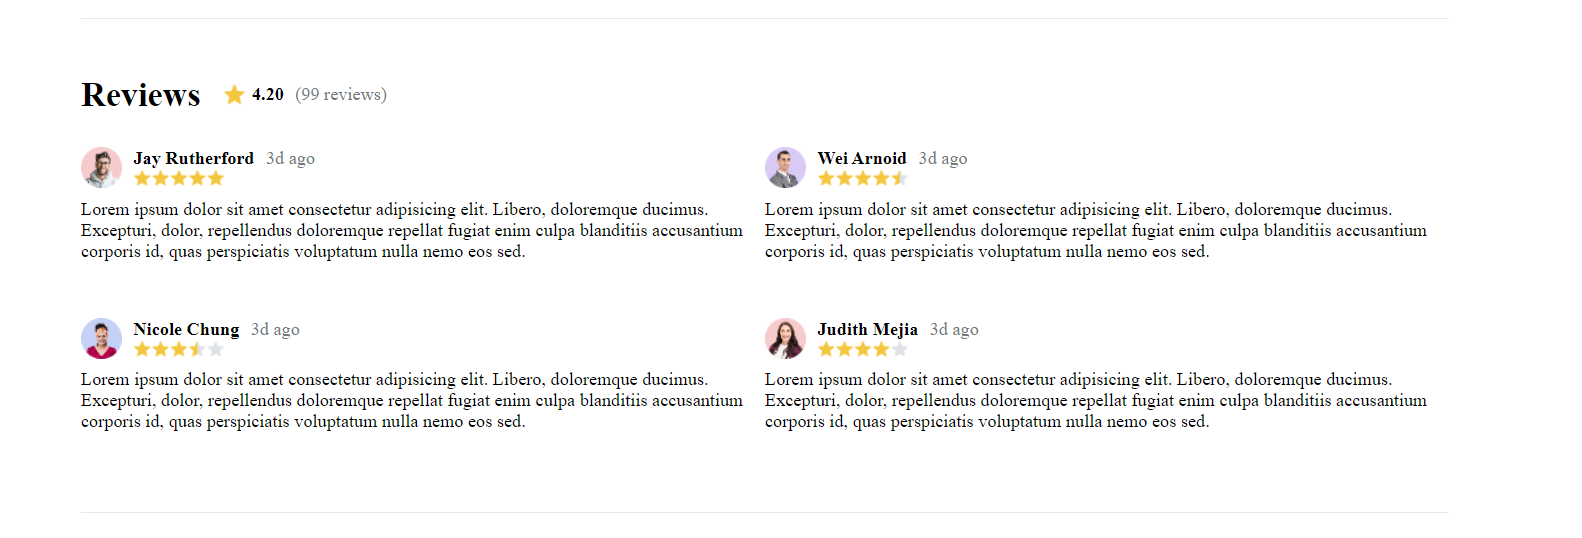 Reviews 4.20 (99 reviews)
Jay Rutherford 3d ago
Lorem ipsum dolor sit amet consectetur adipisicing elit. Libero, doloremque ducimus.
Excepturi, dolor, repellendus doloremque repellat fugiat enim culpa blanditiis accusantium
corporis id, quas perspiciatis voluptatum nulla nemo eos sed.
Wei Arnoid 3d ago
Lorem ipsum dolor sit amet consectetur adipisicing elit. Libero, doloremque ducimus.
Excepturi, dolor, repellendus doloremque repellat fugiat enim culpa blanditiis accusantium
corporis id, quas perspiciatis voluptatum nulla nemo eos sed.
Nicole Chung 3d ago
Lorem ipsum dolor sit amet consectetur adipisicing elit. Libero, doloremque ducimus.
Excepturi, dolor, repellendus doloremque repellat fugiat enim culpa blanditiis accusantium
corporis id, quas perspiciatis voluptatum nulla nemo eos sed.
Judith Mejia 3d ago
Lorem ipsum dolor sit amet consectetur adipisicing elit. Libero, doloremque ducimus.
Excepturi, dolor, repellendus doloremque repellat fugiat enim culpa blanditiis accusantium
corporis id, quas perspiciatis voluptatum nulla nemo eos sed.